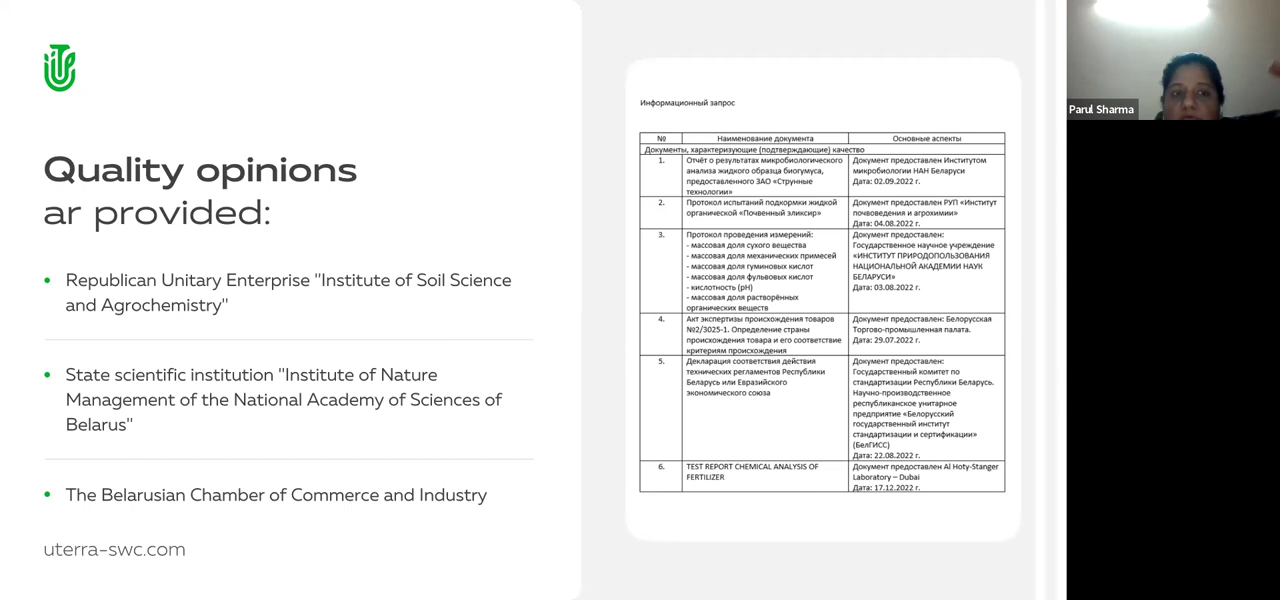 Quality opinions
ar provided:
• Republican Unitary Enterprise "Institute of Soil Science
and Agrochemistry"
• State scientific institution "Institute of Nature
Management of the National Academy of Sciences of
Belarus"
• The Belarusian Chamber of Commerce and Industry
uterra-swc.com
Информационный запрос
№ Наименование документа Основные аспекты
Документы, характеризующие (подтверждающие) качество
1.
Отчёт о результатах микробиологического
анализа жидкого образца биогумуса,
предоставленного ЗАО «Струнные
технологии»
Документ предоставлен Институтом
микробиологии НАН Беларуси
Дата: 02.09.2022 г.
2.
Протокол испытаний подкормки жидкой
органической «Почвенный эликсир»
Документ предоставлен РУП «Институт
почвоведения и агрохимии»
Дата: 04.08.2022 г.
3.
Протокол проведения измерений:
- массовая доля сухого вещества
- массовая доля механических примесей
- массовая доля гуминовых кислот
- массовая доля фульвовых кислот
- кислотность (pH)
- массовая доля растворённых
органических веществ
Документ предоставлен:
Государственное научное учреждение
«ИНСТИТУТ ПРИРОДОПОЛЬЗОВАНИЯ
НАЦИОНАЛЬНОЙ АКАДЕМИИ НАУК
БЕЛАРУСИ»
Дата: 03.08.2022 г.
4.
Акт экспертизы происхождения товаров
№2/3025-1. Определение страны
происхождения товара и его соответствие
критериям происхождения
Документ предоставлен: Белорусская
Торгово-промышленная палата.
Дата: 29.07.2022 г.
5.
Декларация соответствия действия
технических регламентов Республики
Беларусь или Евразийского
экономического союза
Документ предоставлен:
Государственный комитет по
стандартизации Республики Беларусь.
Научно-производственное
республиканское унитарное
предприятие «Белорусский
государственный институт
стандартизации и сертификации»
(БелГИСС)
Дата: 22.08.2022 г.
6.
TEST REPORT CHEMICAL ANALYSIS OF
FERTILIZER
Документ предоставлен Al Hoty-Stanger
Laboratory – Dubai
Дата: 17.12.2022 г.
Parul Sharma